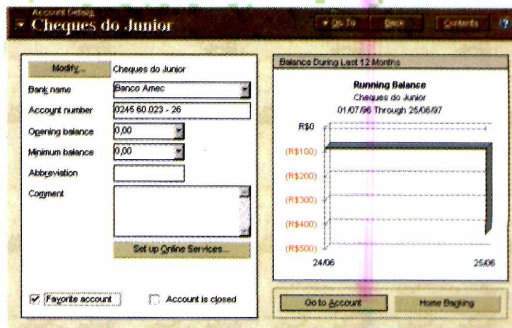 Account Details
Cheques do Junior
Go To
Back
Contents
Modify...
Cheques do Junior
Bank name
Banco Amec
Account number
0245 60.023 - 26
Opening balance
0,00
Minimum balance
0,00
Abbreviation
Comment
Set up Online Services...
Favorite account
Account is closed
Balance During Last 12 Months
Running Balance
Cheques do Junior
01/07/96 Through 25/06/97
R$0
(R$100)
(R$200)
(R$300)
(R$400)
(R$500)
24/06
25/06
Go to Account
Home Banking